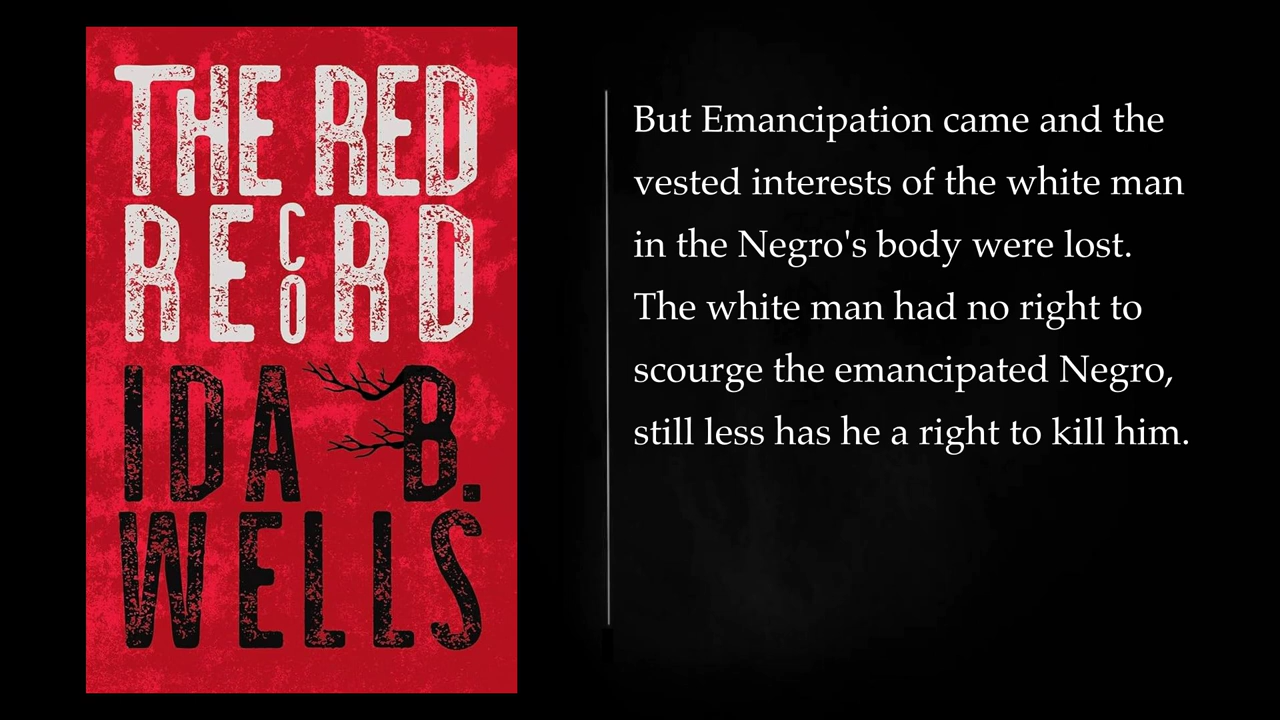 THE RED
RECORD
IDA B.
WELLS
But Emancipation came and the
vested interests of the white man
in the Negro's body were lost.
The white man had no right to
scourge the emancipated Negro,
still less has he a right to kill him.